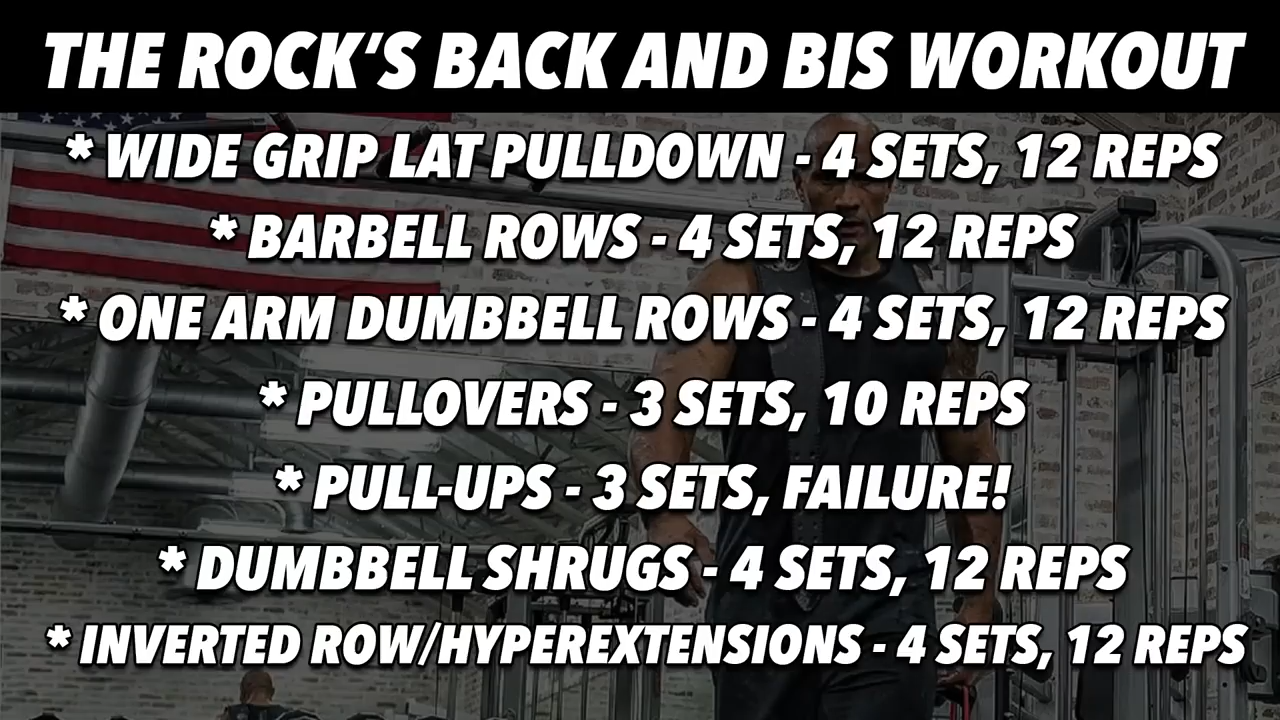 THE ROCK'S BACK AND BIS WORKOUT
* WIDE GRIP LAT PULLDOWN - 4 SETS, 12 REPS
* BARBELL ROWS - 4 SETS, 12 REPS
* ONE ARM DUMBBELL ROWS - 4 SETS, 12 REPS
* PULLOVERS - 3 SETS, 10 REPS
* PULL-UPS - 3 SETS, FAILURE!
* DUMBBELL SHRUGS - 4 SETS, 12 REPS
* INVERTED ROW/HYPEREXTENSIONS - 4 SETS, 12 REPS